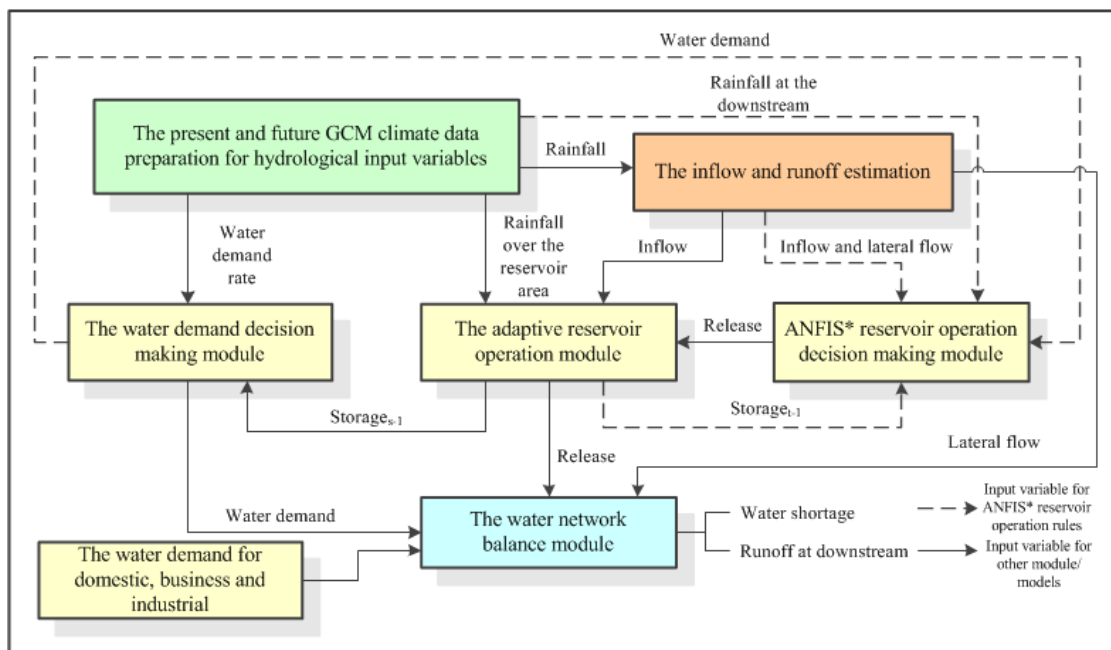 Water demand
Rainfall at the
downstream
The present and future GCM climate data
preparation for hydrological input variables
Rainfall
The inflow and runoff estimation
Water
demand
rate
Rainfall
over the
reservoir
area
Inflow
Inflow and lateral flow
The water demand decision
making module
The adaptive reservoir
operation module
Release
ANFIS* reservoir operation
decision making module
Storages-1
Storaget-1
Release
Lateral flow
Water demand
The water network
balance module
Water shortage
Runoff at downstream
Input variable for
ANFIS* reservoir
operation rules
Input variable for
other module/
models
The water demand for
domestic, business and
industrial